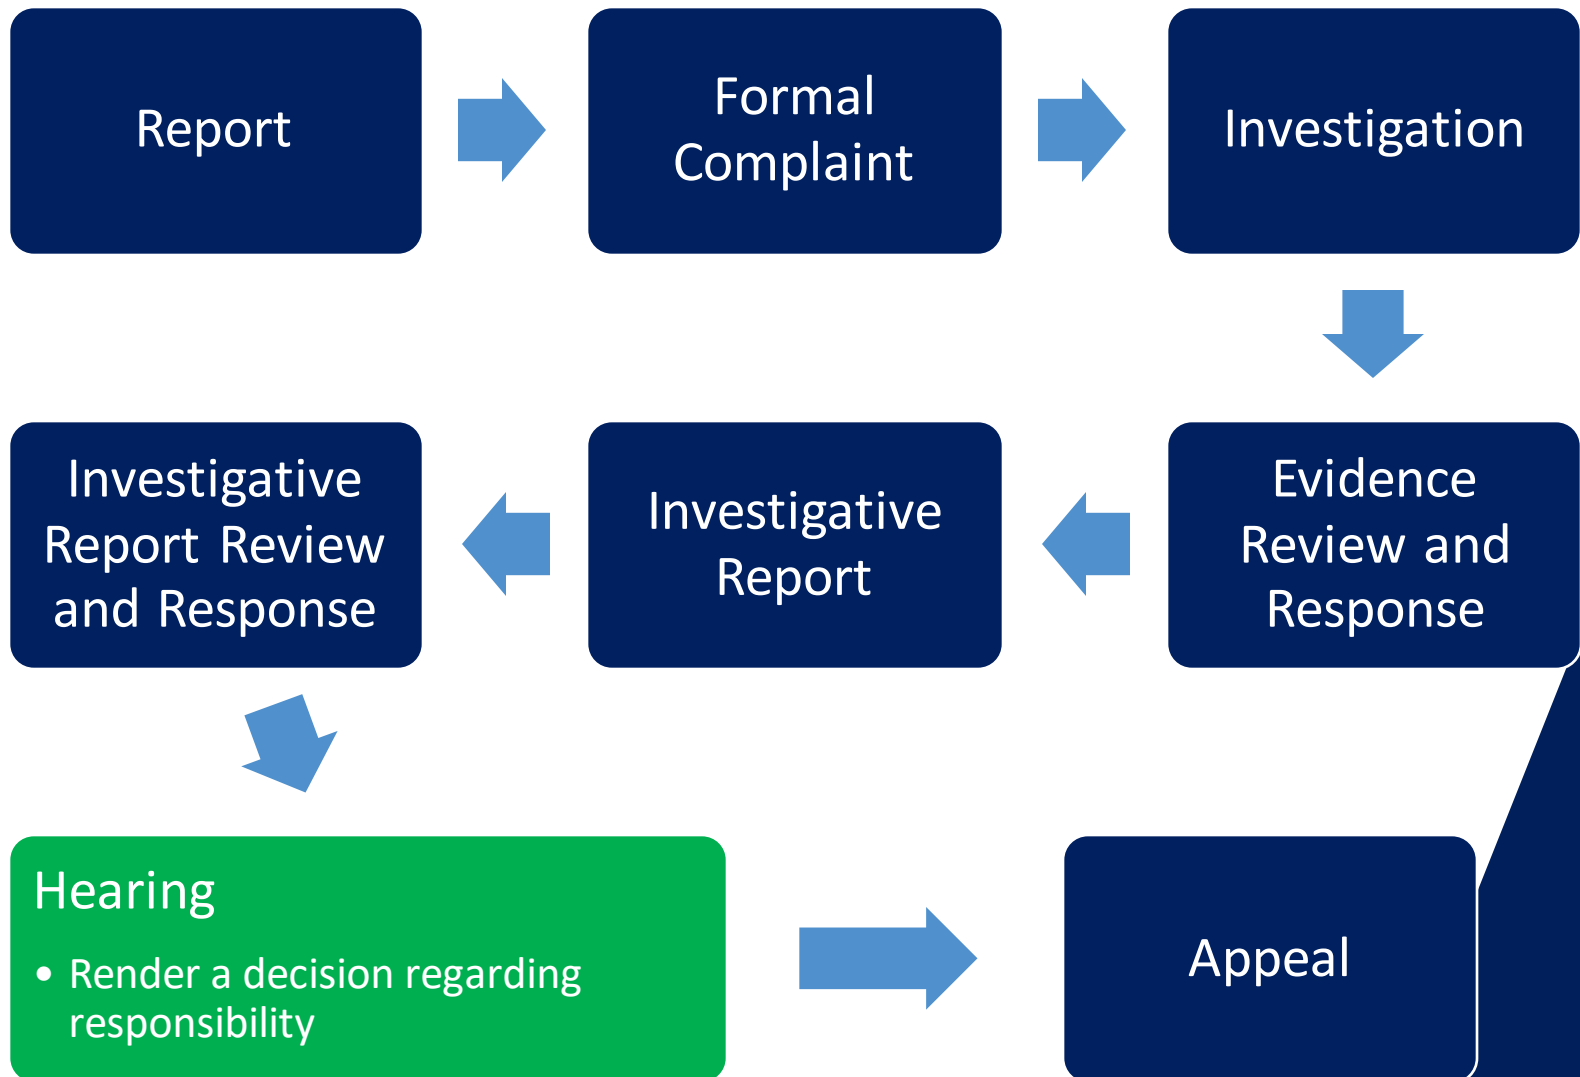 Report
Formal
Complaint
Investigation
Evidence
Review and
Response
Investigative
Report
Investigative
Report Review
and Response
Hearing
• Render a decision regarding
responsibility
Appeal